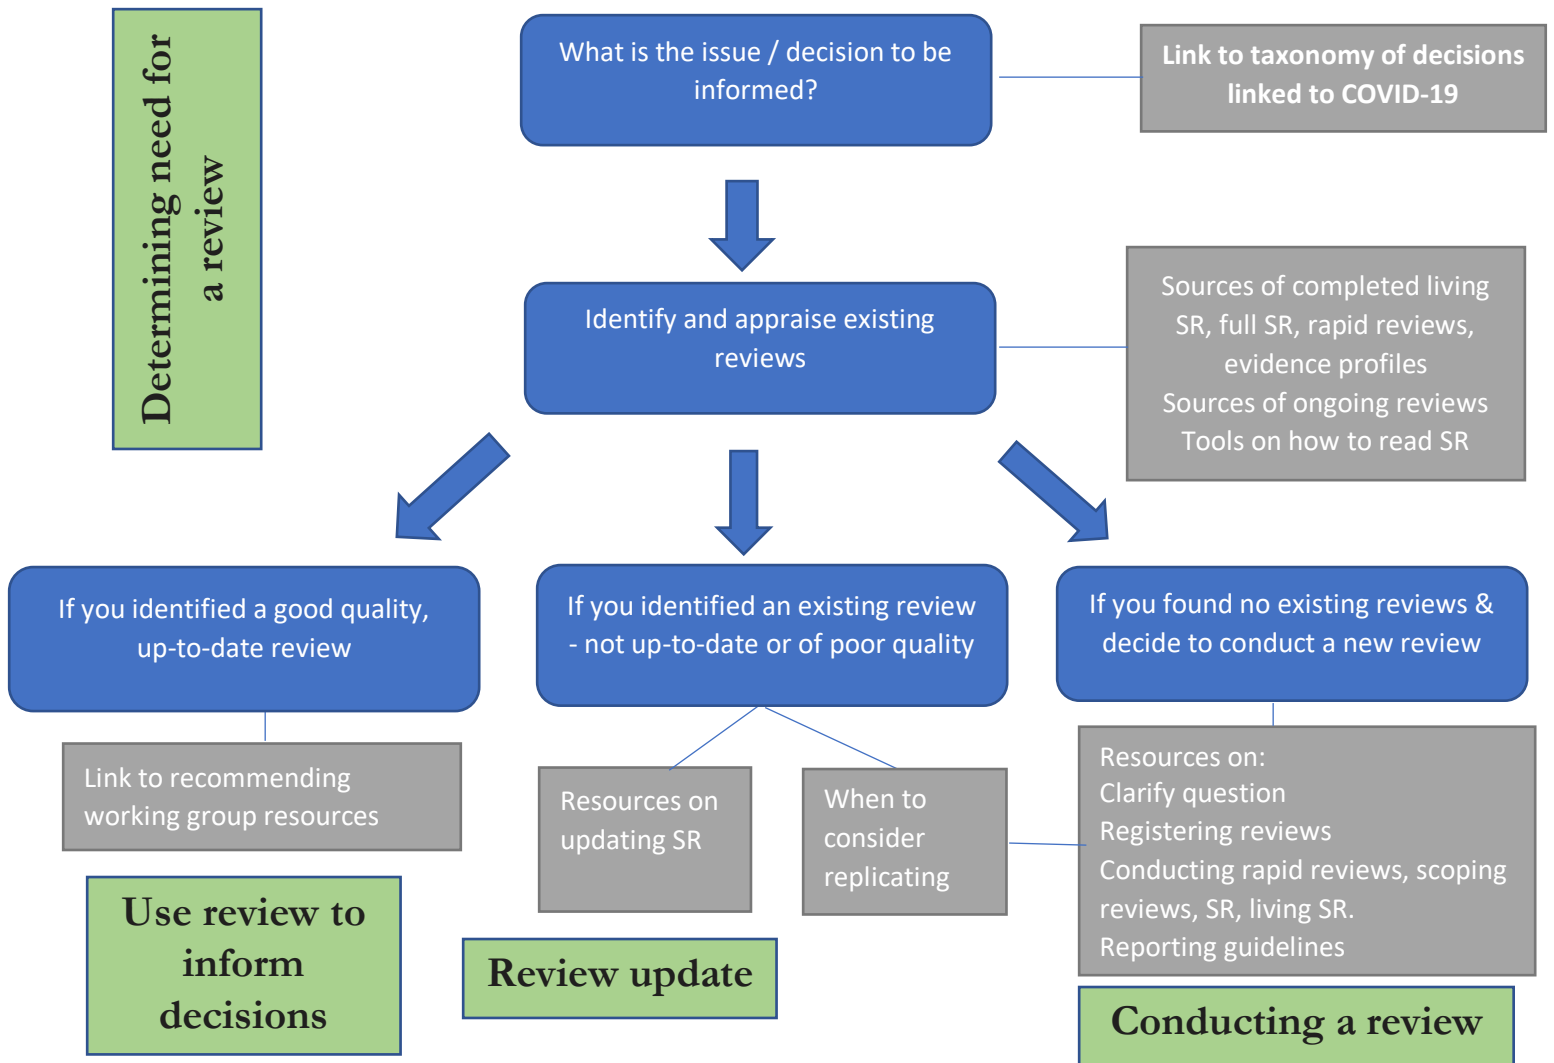 Determining need for
a review
What is the issue / decision to be
informed?
Link to taxonomy of decisions
linked to COVID-19
Identify and appraise existing
reviews
Sources of completed living
SR, full SR, rapid reviews,
evidence profiles
Sources of ongoing reviews
Tools on how to read SR
If you identified a good quality,
up-to-date review
If you identified an existing review
- not up-to-date or of poor quality
If you found no existing reviews &
decide to conduct a new review
Link to recommending
working group resources
Resources on
updating SR
When to
consider
replicating
Resources on:
Clarify question
Registering reviews
Conducting rapid reviews, scoping
reviews, SR, living SR.
Reporting guidelines
Use review to
inform
decisions
Review update
Conducting a review